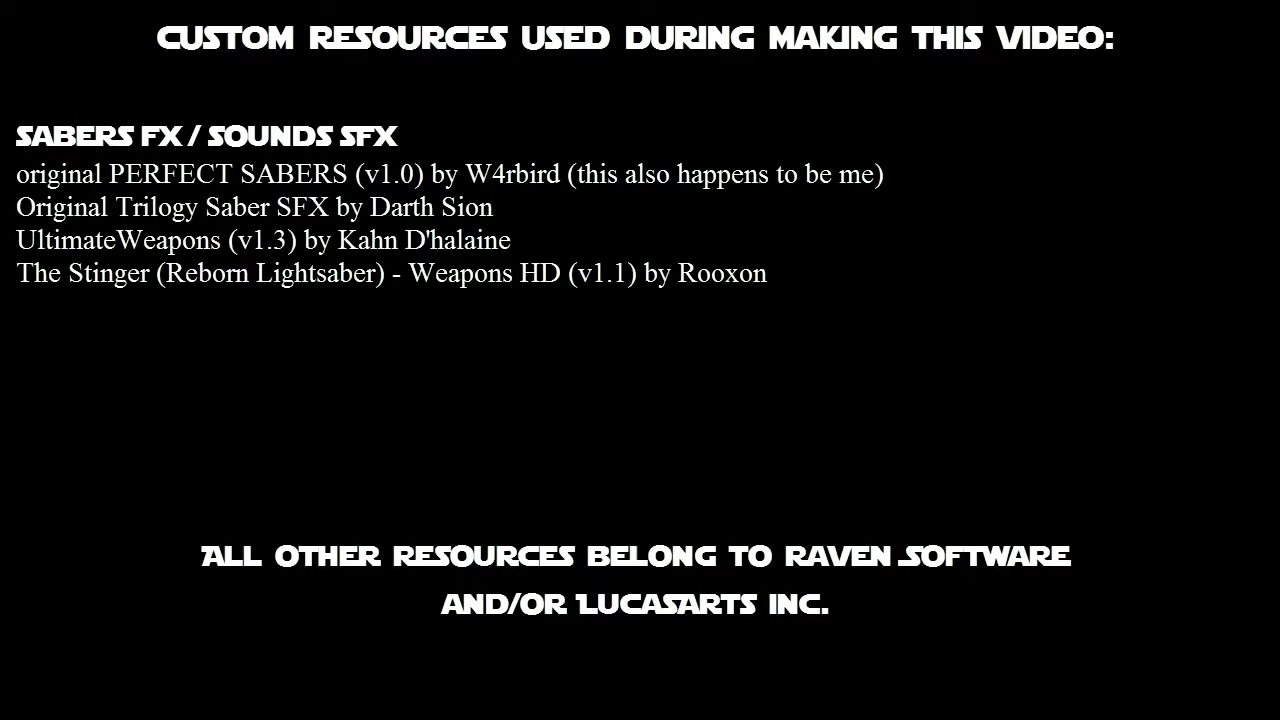 CUSTOM RESOURCES USED DURING MAKING THIS VIDEO:
SABERS FX / SOUNDS SFX
original PERFECT SABERS (v1.0) by W4rbird (this also happens to be me)
Original Trilogy Saber SFX by Darth Sion
UltimateWeapons (v1.3) by Kahn D'halaine
The Stinger (Reborn Lightsaber) - Weapons HD (v1.1) by Rooxon
ALL OTHER RESOURCES BELONG TO RAVEN SOFTWARE
AND/OR LUCASARTS INC.